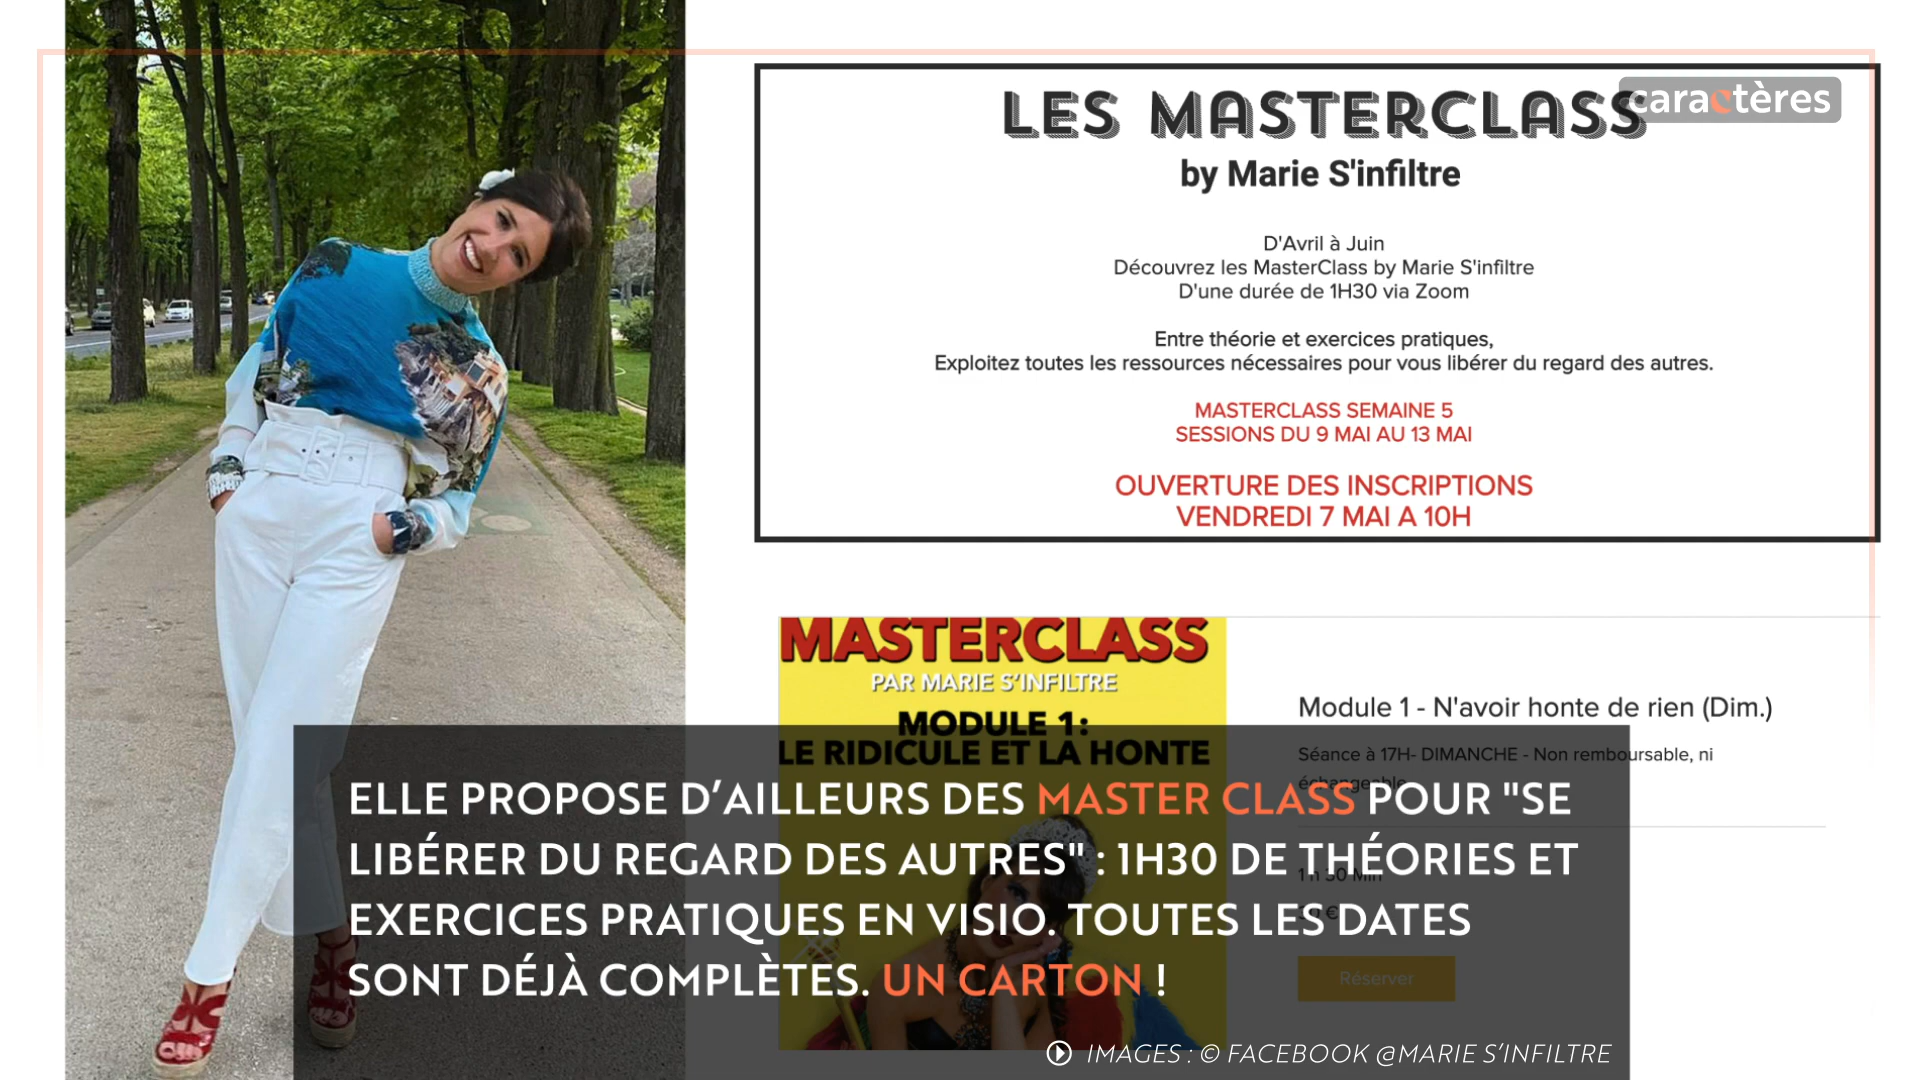 caractères
LES MASTERCLASS
by Marie S'infiltre
D'Avril à Juin
Découvrez les MasterClass by Marie S'infiltre
D'une durée de 1H30 via Zoom
Entre théorie et exercices pratiques,
Exploitez toutes les ressources nécessaires pour vous libérer du regard des autres.
MASTERCLASS SEMAINE 5
SESSIONS DU 9 MAI AU 13 MAI
OUVERTURE DES INSCRIPTIONS
VENDREDI 7 MAI A 10H
MASTERCLASS
PAR MARIE S'INFILTRE
MODULE 1:
LE RIDICULE ET LA HONTE
Module 1 - N'avoir honte de rien (Dim.)
Séance à 17H- DIMANCHE - Non remboursable, ni
échangeable
1 h 30 Min
Réserver
ELLE PROPOSE D'AILLEURS DES MASTER CLASS POUR "SE
LIBÉRER DU REGARD DES AUTRES" : 1H30 DE THÉORIES ET
EXERCICES PRATIQUES EN VISIO. TOUTES LES DATES
SONT DÉJÀ COMPLÈTES. UN CARTON !
IMAGES : © FACEBOOK @MARIE S'INFILTRE